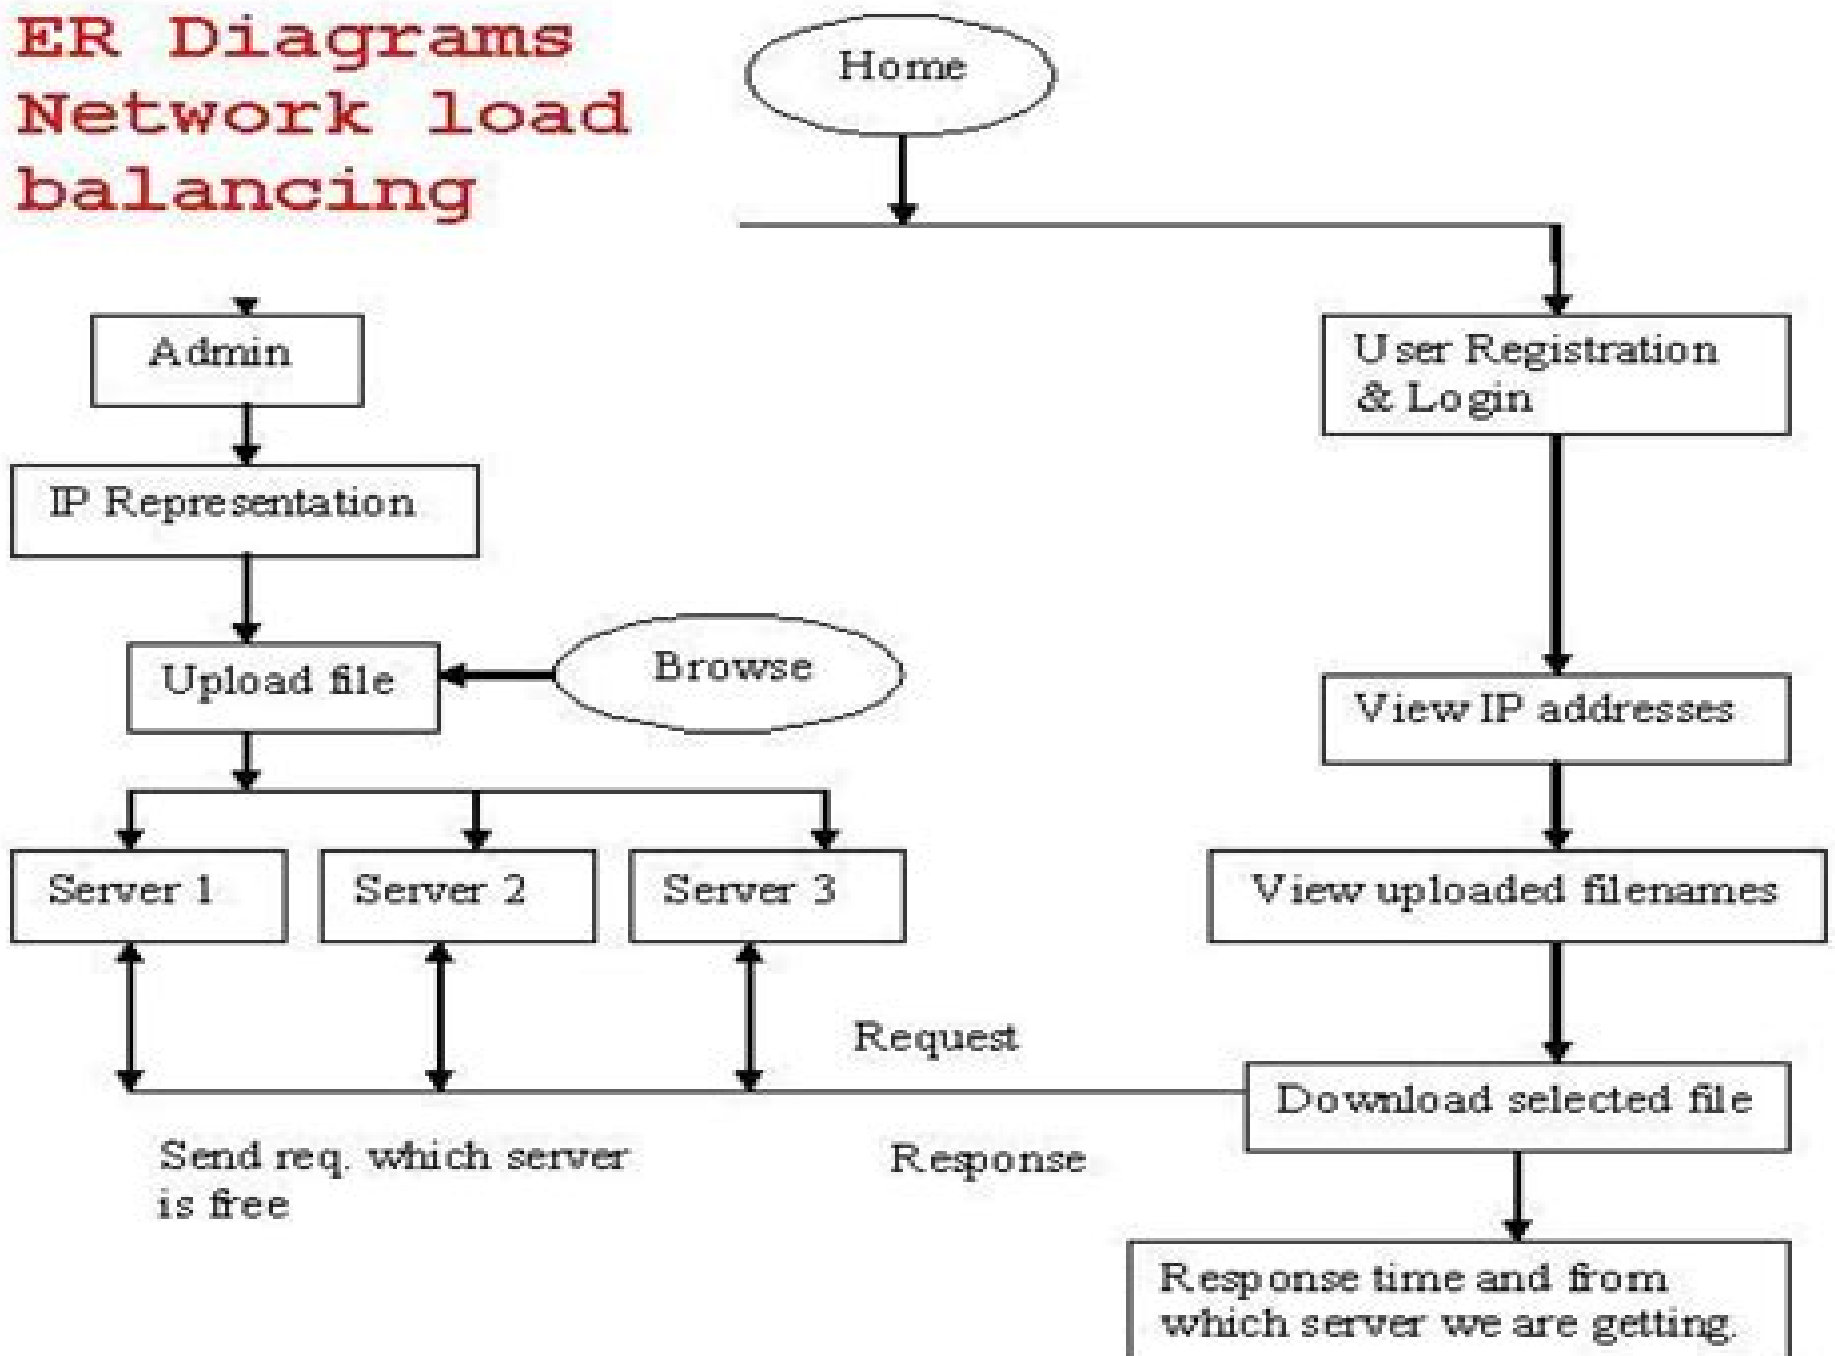 ER Diagrams
Network load
balancing
Home
Admin
User Registration
& Login
IP Representation
Upload file
Browse
View IP addresses
Server 1
Server 2
Server 3
View uploaded filenames
Request
Download selected file
Send req. which server
is free
Response
Response time and from
which server we are getting.